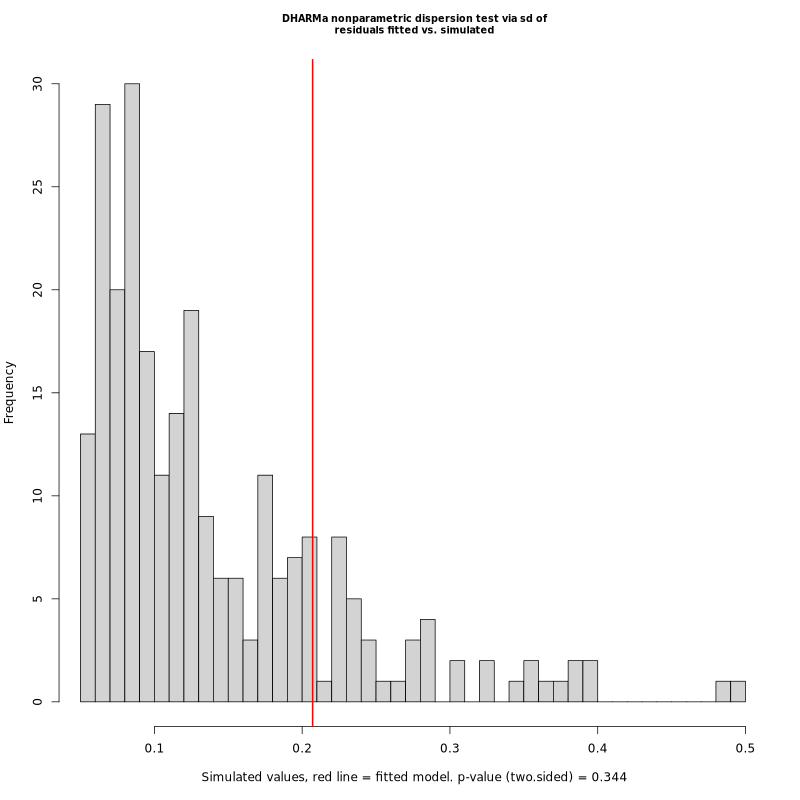 DHARMa nonparametric dispersion test via sd of
residuals fitted vs. simulated
Frequency
30
25
20
15
10
5
0
0.1 0.2 0.3 0.4 0.5
Simulated values, red line = fitted model. p-value (two.sided) = 0.344